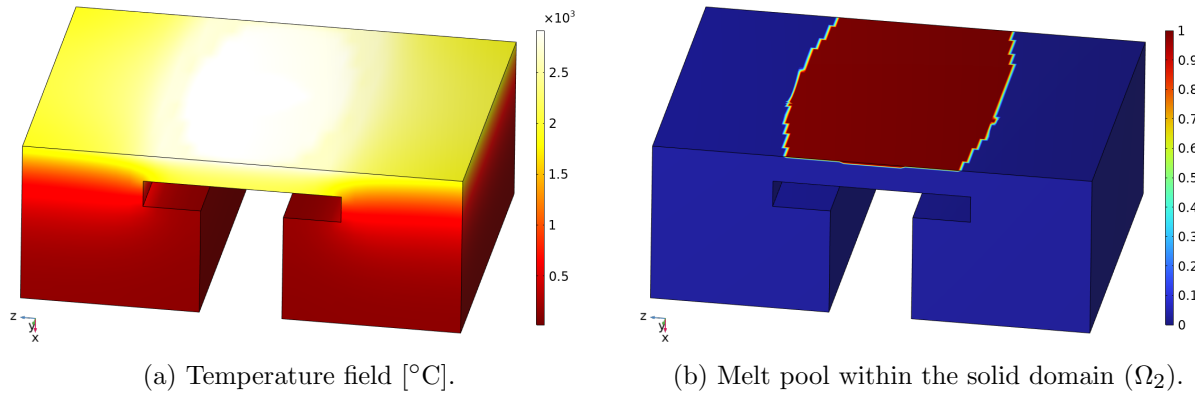 ×10³
2.5
2
1.5
1
0.5
z
y
x
1
0.9
0.8
0.7
0.6
0.5
0.4
0.3
0.2
0.1
0
z
y
x
(a) Temperature field [°C].
(b) Melt pool within the solid domain (Ω₂).